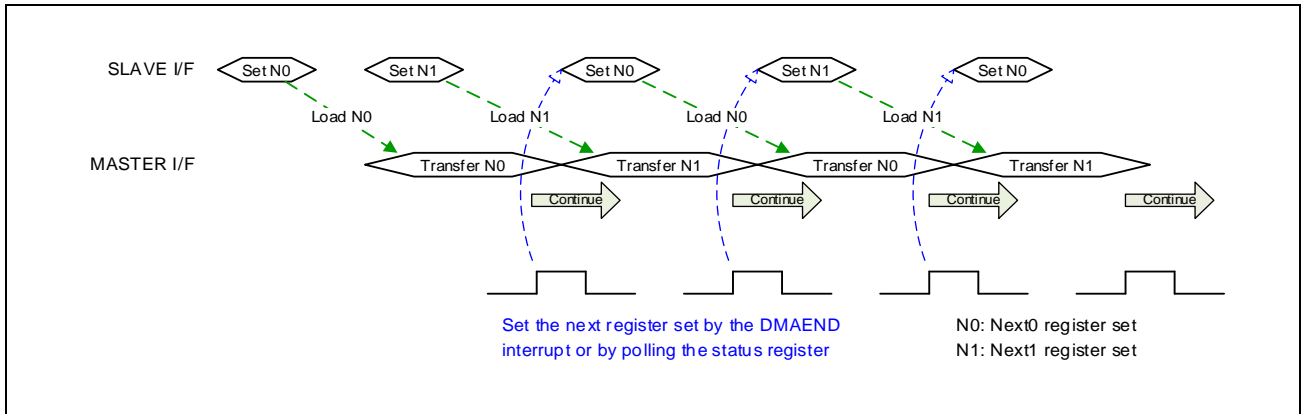 SLAVE I/F Set N0 Set N1 Set N0 Set N1 Set N0
Load N0 Load N1 Load N0 Load N1
MASTER I/F Transfer N0 Transfer N1 Transfer N0 Transfer N1
Continue Continue Continue Continue
Set the next register set by the DMAEND
interrupt or by polling the status register
N0: Next0 register set
N1: Next1 register set